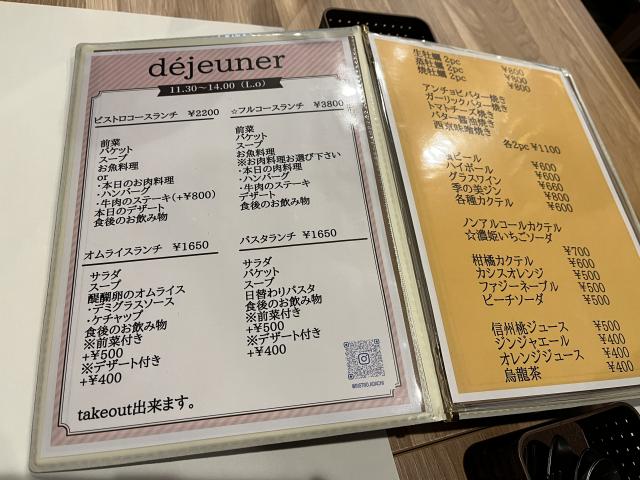 déjeuner
11.30～14.00（L.o）
ビストロコースランチ ¥2200
前菜
バケット
スープ
お魚料理
or
・本日のお肉料理
・ハンバーグ
・牛肉のステーキ(+¥800)
本日のデザート
食後のお飲み物
☆フルコースランチ ¥3800
前菜
バケット
スープ
お魚料理
※お肉料理お選び下さい
・本日の肉料理
・ハンバーグ
・牛肉のステーキ
デザート
食後のお飲み物
オムライスランチ ¥1650
サラダ
スープ
醍醐卵のオムライス
・デミグラスソース
・ケチャップ
食後のお飲み物
※前菜付き
+¥500
※デザート付き
+¥400
パスタランチ ¥1650
サラダ
バケット
スープ
日替わりパスタ
食後のお飲み物
※前菜付き
+¥500
※デザート付き
+¥400
takeout出来ます。
生牡蠣 2pc ¥800
蒸牡蠣 2pc ¥800
焼牡蠣 2pc ¥800
アンチョビバター焼き
ガーリックバター焼き
トマトチーズ焼き
バター醤油焼き
西京味噌焼き
各2pc ¥1100
生ビール ¥600
ハイボール ¥600
グラスワイン ¥660
季の美ジン ¥800
各種カクテル ¥600
ノンアルコールカクテル
☆濃姫いちごソーダ
¥700
柑橘カクテル ¥600
カシスオレンジ ¥500
ファジーネーブル ¥500
ピーチソーダ ¥500
信州桃ジュース ¥500
ジンジャエール ¥400
オレンジジュース ¥400
烏龍茶 ¥400